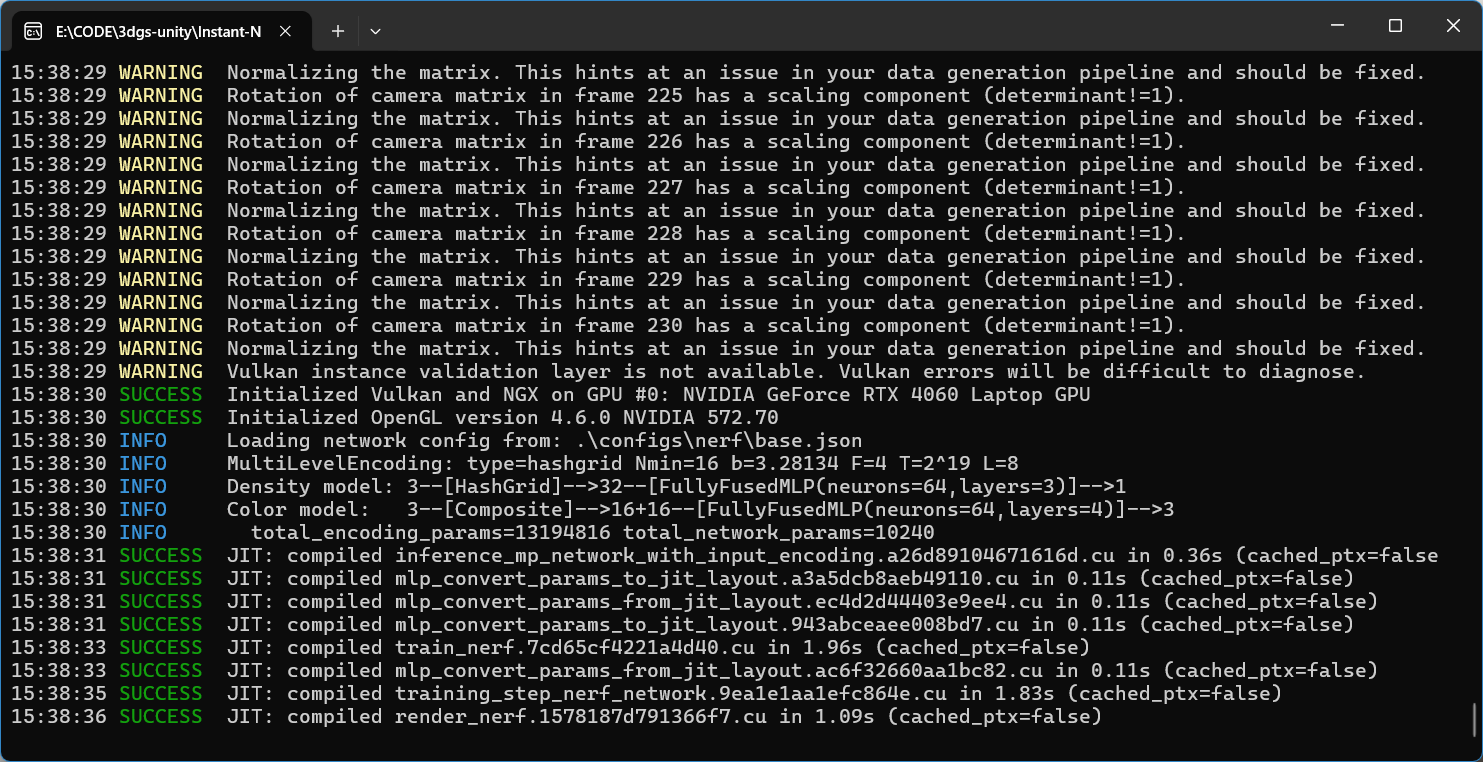 E:\CODE\3dgs-unity\Instant-N
15:38:29 WARNING  Normalizing the matrix. This hints at an issue in your data generation pipeline and should be fixed.
15:38:29 WARNING  Rotation of camera matrix in frame 225 has a scaling component (determinant!=1).
15:38:29 WARNING  Normalizing the matrix. This hints at an issue in your data generation pipeline and should be fixed.
15:38:29 WARNING  Rotation of camera matrix in frame 226 has a scaling component (determinant!=1).
15:38:29 WARNING  Normalizing the matrix. This hints at an issue in your data generation pipeline and should be fixed.
15:38:29 WARNING  Rotation of camera matrix in frame 227 has a scaling component (determinant!=1).
15:38:29 WARNING  Normalizing the matrix. This hints at an issue in your data generation pipeline and should be fixed.
15:38:29 WARNING  Rotation of camera matrix in frame 228 has a scaling component (determinant!=1).
15:38:29 WARNING  Normalizing the matrix. This hints at an issue in your data generation pipeline and should be fixed.
15:38:29 WARNING  Rotation of camera matrix in frame 229 has a scaling component (determinant!=1).
15:38:29 WARNING  Normalizing the matrix. This hints at an issue in your data generation pipeline and should be fixed.
15:38:29 WARNING  Rotation of camera matrix in frame 230 has a scaling component (determinant!=1).
15:38:29 WARNING  Normalizing the matrix. This hints at an issue in your data generation pipeline and should be fixed.
15:38:29 WARNING  Vulkan instance validation layer is not available. Vulkan errors will be difficult to diagnose.
15:38:30 SUCCESS  Initialized Vulkan and NGX on GPU #0: NVIDIA GeForce RTX 4060 Laptop GPU
15:38:30 SUCCESS  Initialized OpenGL version 4.6.0 NVIDIA 572.70
15:38:30 INFO     Loading network config from: .\configs\nerf\base.json
15:38:30 INFO     MultiLevelEncoding: type=hashgrid Nmin=16 b=3.28134 F=4 T=2^19 L=8
15:38:30 INFO     Density model: 3--[HashGrid]-->32--[FullyFusedMLP(neurons=64,layers=3)]-->1
15:38:30 INFO     Color model:   3--[Composite]-->16+16--[FullyFusedMLP(neurons=64,layers=4)]-->3
15:38:30 INFO       total_encoding_params=13194816 total_network_params=10240
15:38:31 SUCCESS  JIT: compiled inference_mp_network_with_input_encoding.a26d89104671616d.cu in 0.36s (cached_ptx=false
15:38:31 SUCCESS  JIT: compiled mlp_convert_params_to_jit_layout.a3a5dcb8aeb49110.cu in 0.11s (cached_ptx=false)
15:38:31 SUCCESS  JIT: compiled mlp_convert_params_from_jit_layout.ec4d2d44403e9ee4.cu in 0.11s (cached_ptx=false)
15:38:31 SUCCESS  JIT: compiled mlp_convert_params_to_jit_layout.943abceaee008bd7.cu in 0.11s (cached_ptx=false)
15:38:33 SUCCESS  JIT: compiled train_nerf.7cd65cf4221a4d40.cu in 1.96s (cached_ptx=false)
15:38:33 SUCCESS  JIT: compiled mlp_convert_params_from_jit_layout.ac6f32660aa1bc82.cu in 0.11s (cached_ptx=false)
15:38:35 SUCCESS  JIT: compiled training_step_nerf_network.9ea1e1aa1efc864e.cu in 1.83s (cached_ptx=false)
15:38:36 SUCCESS  JIT: compiled render_nerf.1578187d791366f7.cu in 1.09s (cached_ptx=false)